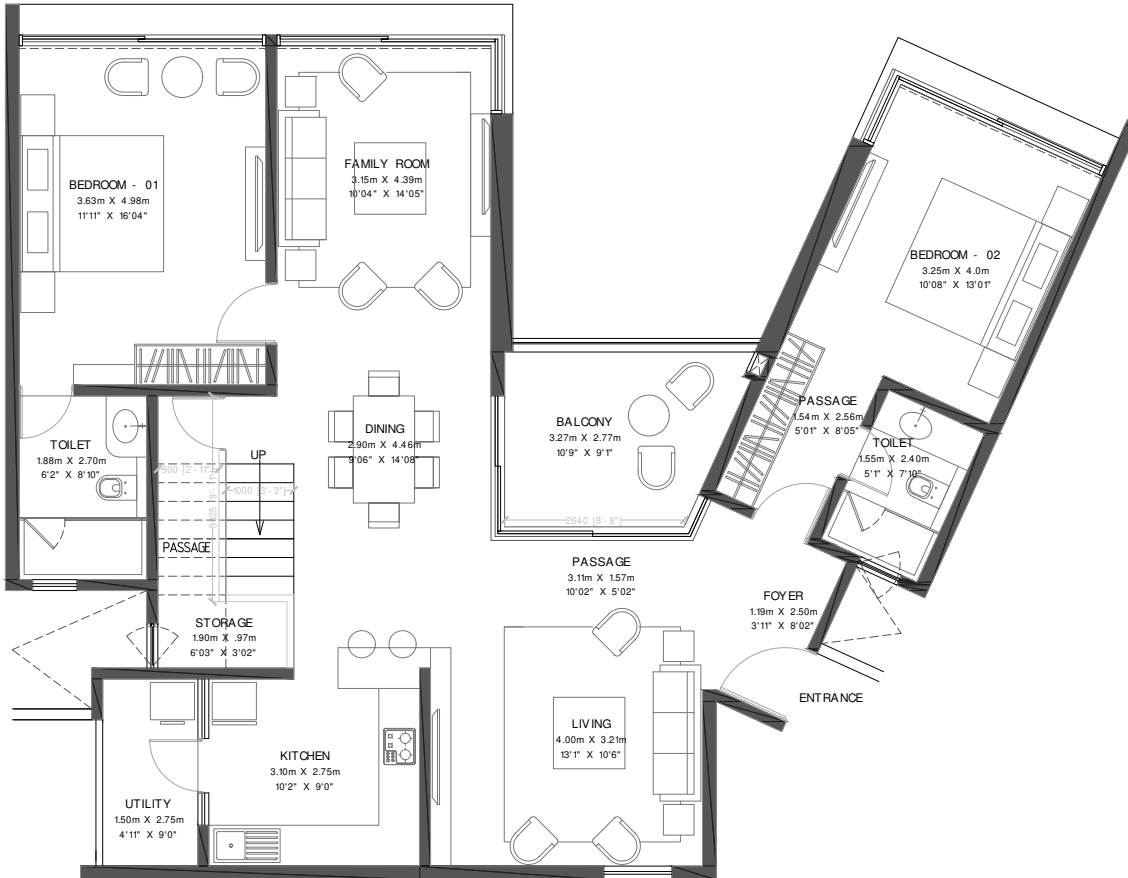 BEDROOM - 01
3.63m X 4.98m
11'11" X 16'04"
FAMILY ROOM
3.15m X 4.39m
10'04" X 14'05"
BEDROOM - 02
3.25m X 4.0m
10'08" X 13'01"
PASSAGE
1.54m X 2.56m
5'01" X 8'05"
TOILET
1.55m X 2.40m
5'1" X 7'10"
BALCONY
3.27m X 2.77m
10'9" X 9'1"
2640 [8'-8"]
DINING
2.90m X 4.46m
9'06" X 14'08"
TOILET
1.88m X 2.70m
6'2" X 8'10"
UP
900 [2'-11"]
1000 [3'-3"]
PASSAGE
STORAGE
1.90m X .97m
6'03" X 3'02"
PASSAGE
3.11m X 1.57m
10'02" X 5'02"
FOYER
1.19m X 2.50m
3'11" X 8'02"
ENTRANCE
LIVING
4.00m X 3.21m
13'1" X 10'6"
KITCHEN
3.10m X 2.75m
10'2" X 9'0"
UTILITY
1.50m X 2.75m
4'11" X 9'0"